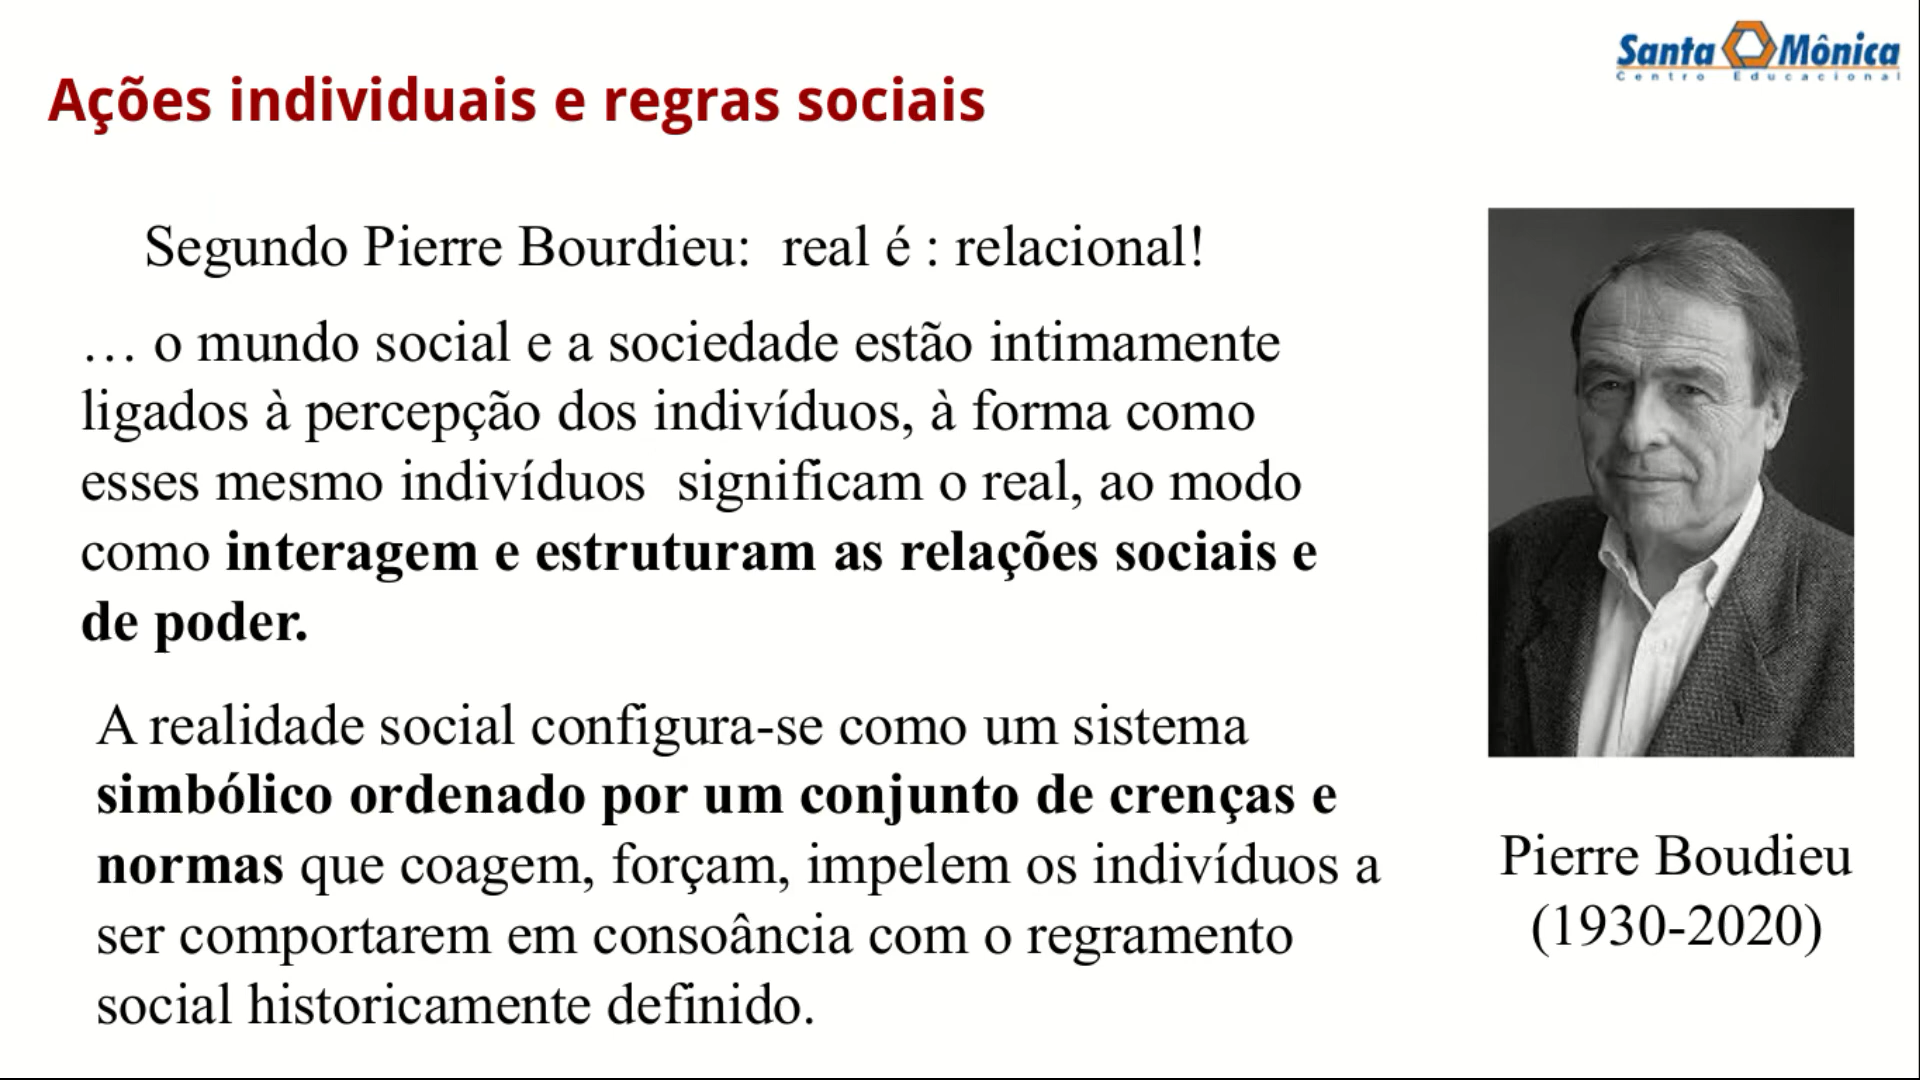 Santa Mônica
Centro Educacional
Ações individuais e regras sociais
Segundo Pierre Bourdieu:  real é : relacional!
… o mundo social e a sociedade estão intimamente
ligados à percepção dos indivíduos, à forma como
esses mesmo indivíduos  significam o real, ao modo
como interagem e estruturam as relações sociais e
de poder.
A realidade social configura-se como um sistema
simbólico ordenado por um conjunto de crenças e
normas que coagem, forçam, impelem os indivíduos a
ser comportarem em consoância com o regramento
social historicamente definido.
Pierre Boudieu
(1930-2020)